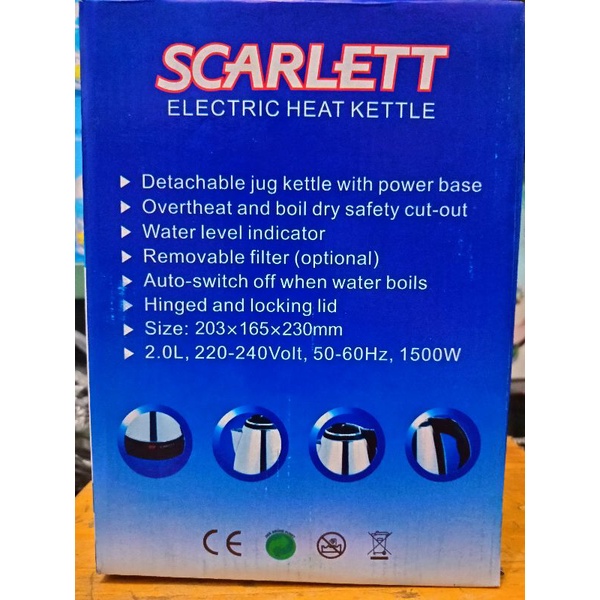 SCARLETT
ELECTRIC HEAT KETTLE
Detachable jug kettle with power base
Overtheat and boil dry safety cut-out
Water level indicator
Removable filter (optional)
Auto-switch off when water boils
Hinged and locking lid
Size: 203×165×230mm
2.0L, 220-240Volt, 50-60Hz, 1500W
CE